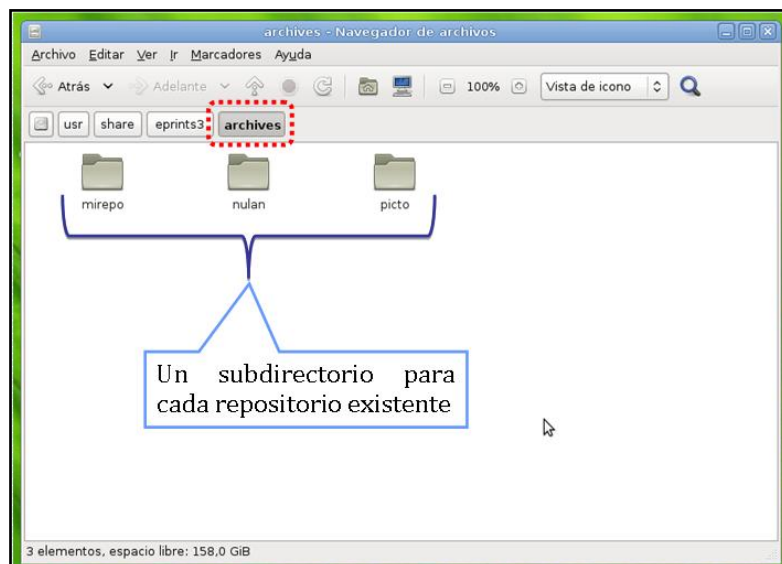 archives - Navegador de archivos
Archivo Editar Ver Ir Marcadores Ayuda
Atrás Adelante 100% Vista de icono
usr share eprints3 archives
mirepo nulan picto
Un subdirectorio para
cada repositorio existente
3 elementos, espacio libre: 158,0 GiB